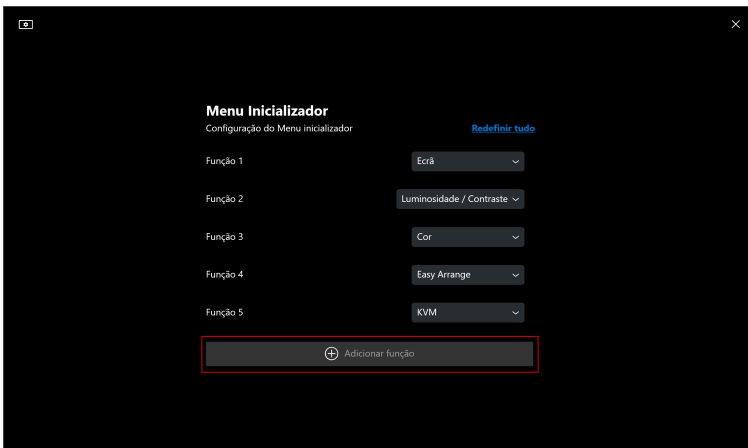 Menu Inicializador
Configuração do Menu inicializador
Redefinir tudo
Função 1
Ecrã
Função 2
Luminosidade / Contraste
Função 3
Cor
Função 4
Easy Arrange
Função 5
KVM
Adicionar função